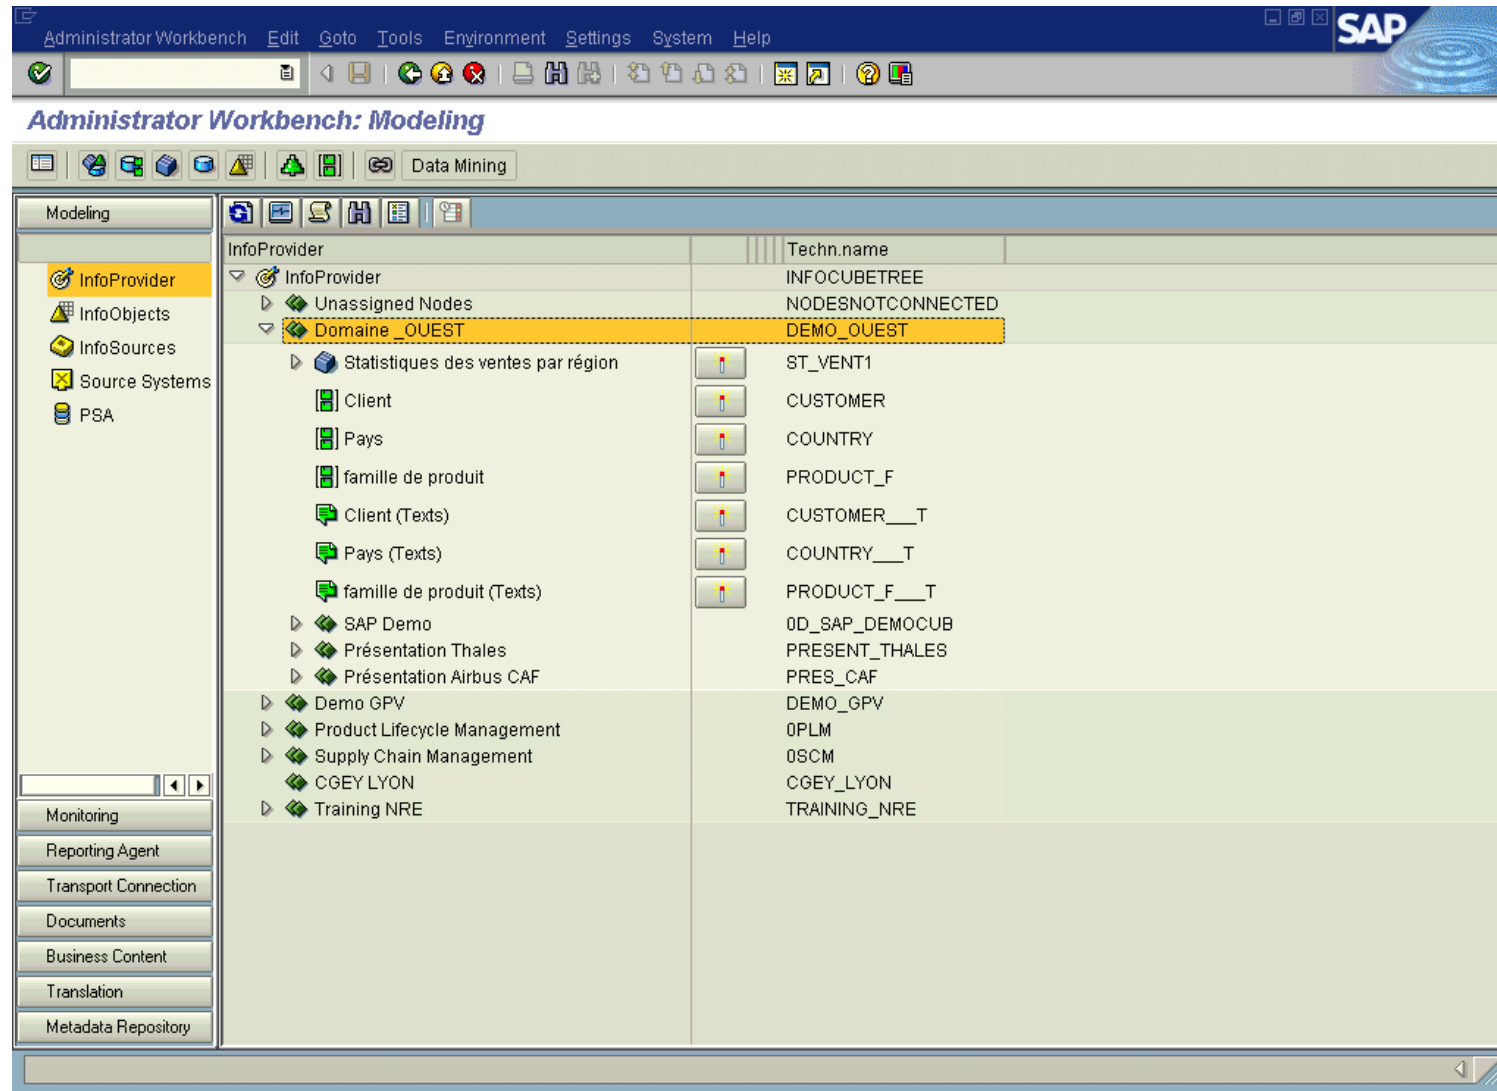 Administrator Workbench Edit Goto Tools Environment Settings System Help
SAP
Administrator Workbench: Modeling
Data Mining
Modeling
InfoProvider
InfoObjects
InfoSources
Source Systems
PSA
Monitoring
Reporting Agent
Transport Connection
Documents
Business Content
Translation
Metadata Repository
InfoProvider Techn.name
InfoProvider INFOCUBETREE
Unassigned Nodes NODESNOTCONNECTED
Domaine _OUEST DEMO_OUEST
Statistiques des ventes par région ST_VENT1
Client CUSTOMER
Pays COUNTRY
famille de produit PRODUCT_F
Client (Texts) CUSTOMER___T
Pays (Texts) COUNTRY___T
famille de produit (Texts) PRODUCT_F___T
SAP Demo 0D_SAP_DEMOCUB
Présentation Thales PRESENT_THALES
Présentation Airbus CAF PRES_CAF
Demo GPV DEMO_GPV
Product Lifecycle Management 0PLM
Supply Chain Management 0SCM
CGEY LYON CGEY_LYON
Training NRE TRAINING_NRE